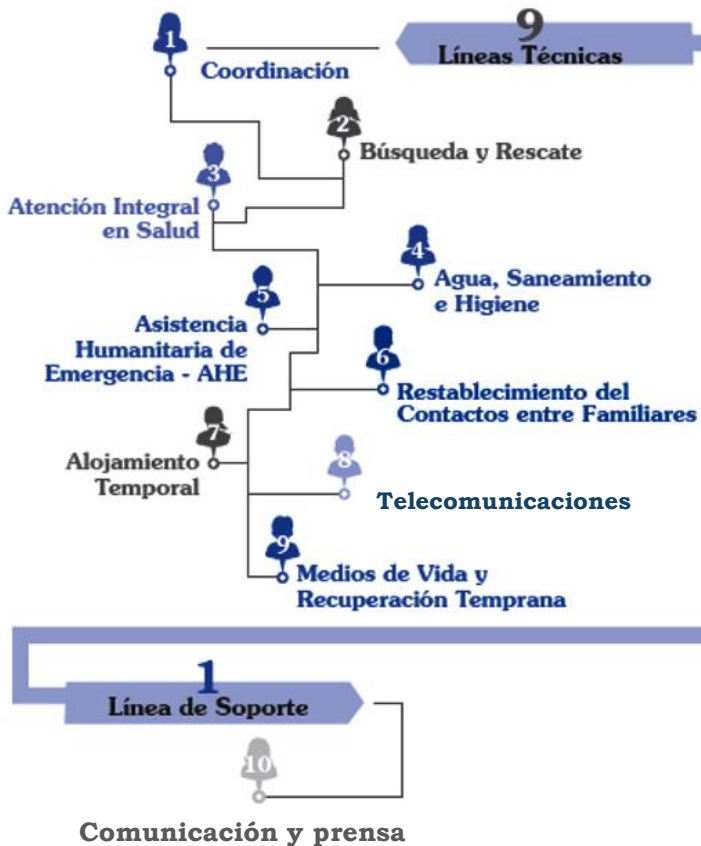 9
Líneas Técnicas
1
Coordinación
2
Búsqueda y Rescate
3
Atención Integral
en Salud
4
Agua, Saneamiento
e Higiene
5
Asistencia
Humanitaria de
Emergencia - AHE
6
Restablecimiento del
Contactos entre Familiares
7
Alojamiento
Temporal
8
Telecomunicaciones
9
Medios de Vida y
Recuperación Temprana
1
Línea de Soporte
10
Comunicación y prensa